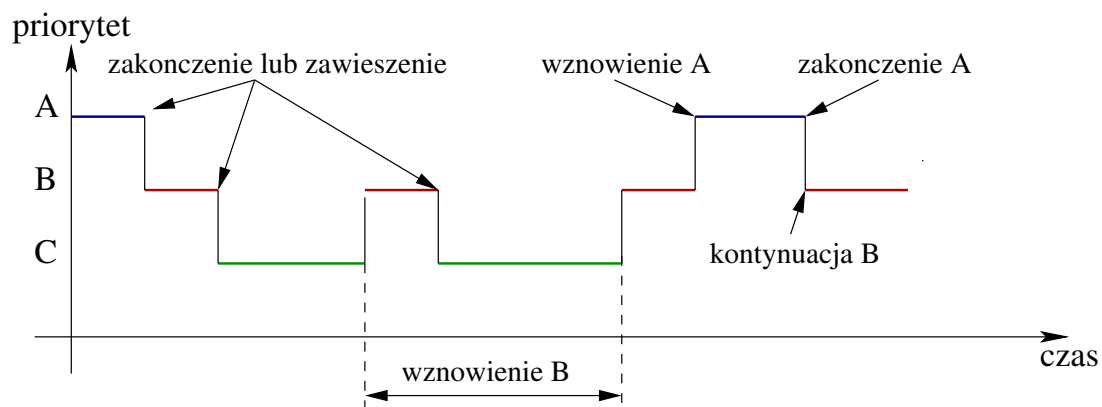 priorytet
zakonczenie lub zawieszenie
wznowienie A
zakonczenie A
A
B
C
kontynuacja B
czas
wznowienie B